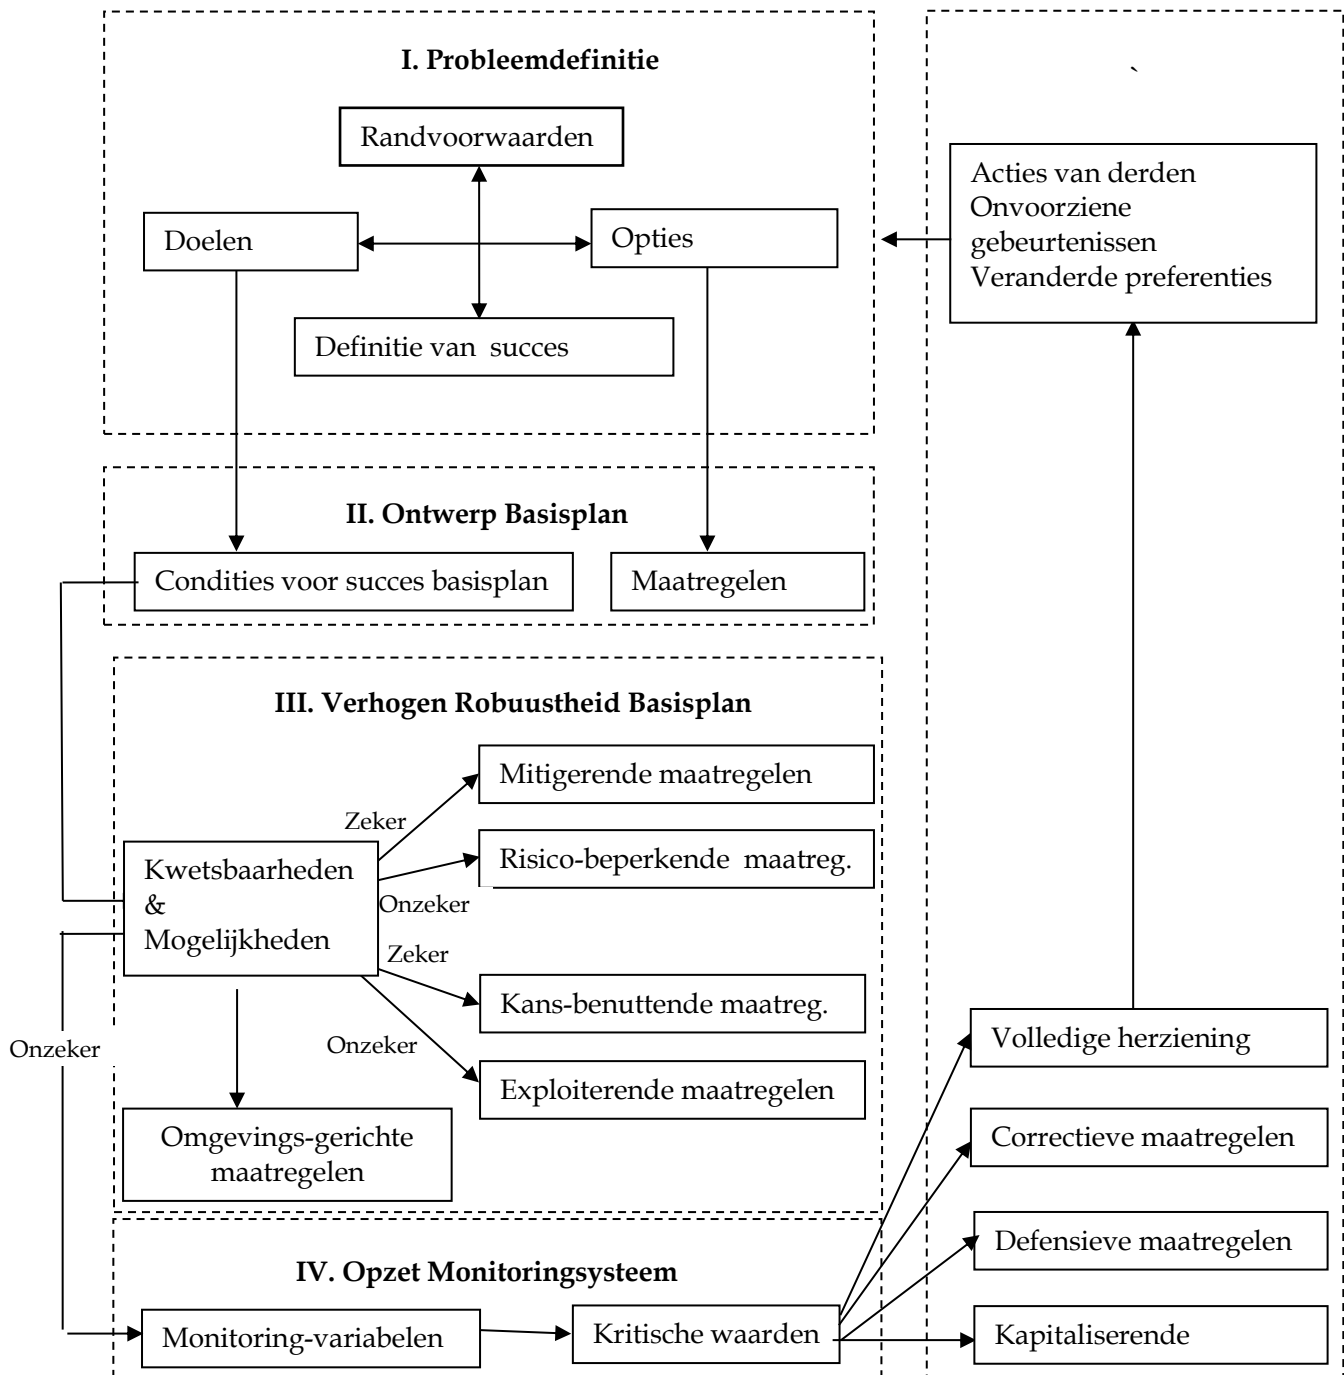 I. Probleemdefinitie
Randvoorwaarden
Doelen
Opties
Definitie van succes
`
Acties van derden
Onvoorziene
gebeurtenissen
Veranderde preferenties
II. Ontwerp Basisplan
Condities voor succes basisplan
Maatregelen
III. Verhogen Robuustheid Basisplan
Mitigerende maatregelen
Zeker
Risico-beperkende maatreg.
Kwetsbaarheden
&
Mogelijkheden
Onzeker
Zeker
Kans-benuttende maatreg.
Onzeker
Onzeker
Exploiterende maatregelen
Omgevings-gerichte
maatregelen
Volledige herziening
Correctieve maatregelen
Defensieve maatregelen
Kapitaliserende
IV. Opzet Monitoringsysteem
Monitoring-variabelen
Kritische waarden